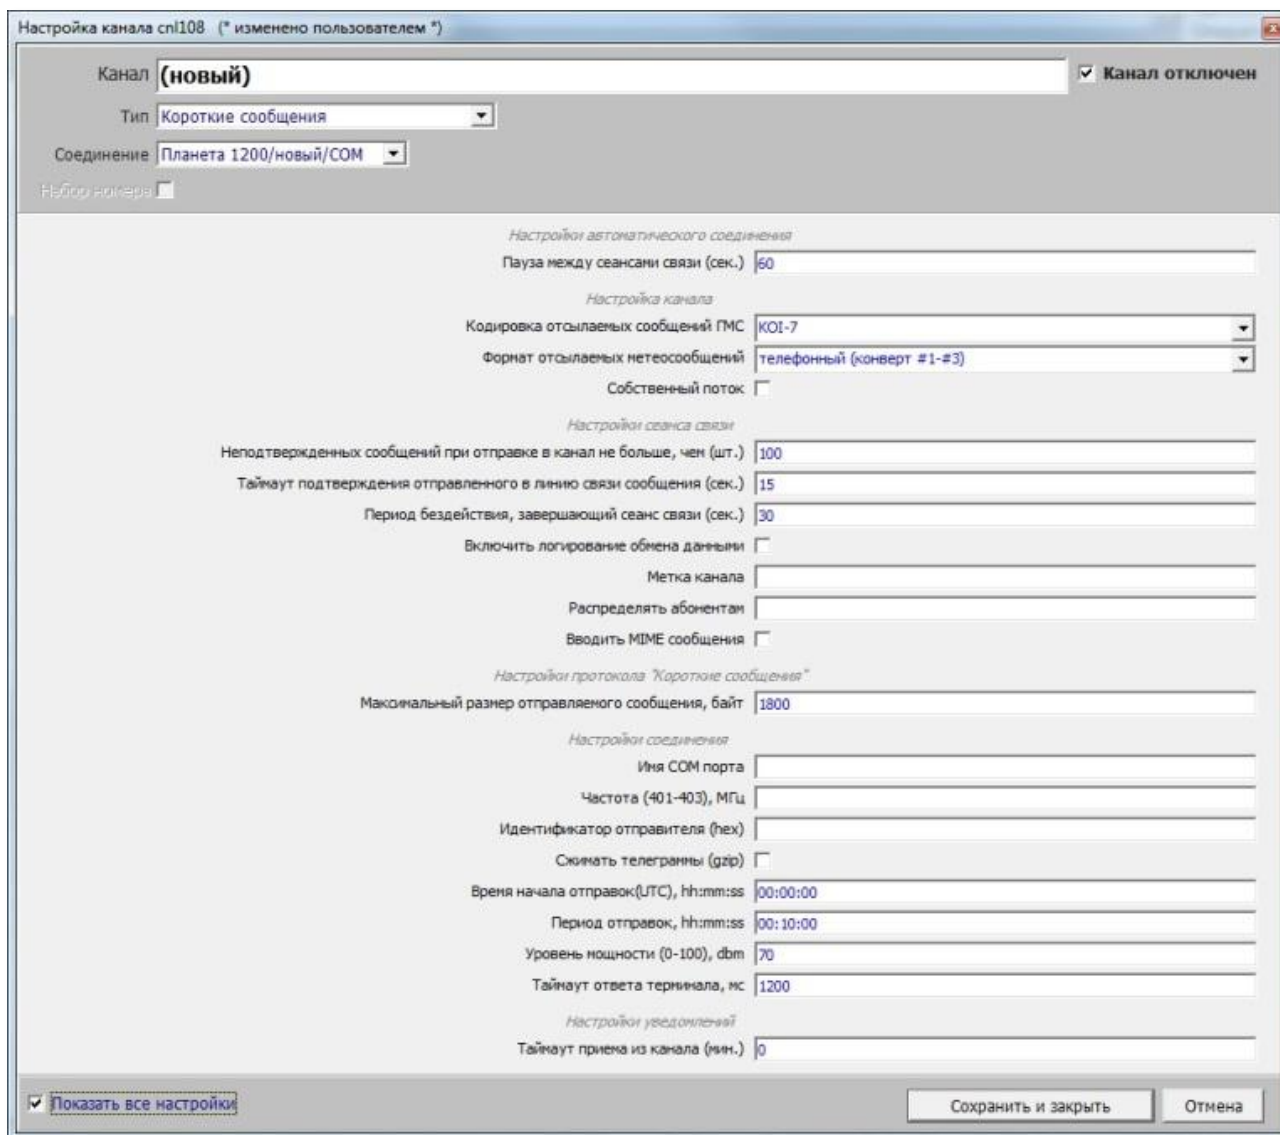 Настройка канала cnl108 (* изменено пользователем *)
Канал (новый) Канал отключен
Тип Короткие сообщения
Соединение Планета 1200/новый/COM
Набор номера
Настройки автоматического соединения
Пауза между сеансами связи (сек.) 60
Настройка канала
Кодировка отсылаемых сообщений ГМС KOI-7
Формат отсылаемых метеосообщений телефонный (конверт #1-#3)
Собственный поток
Настройки сеанса связи
Неподтвержденных сообщений при отправке в канал не больше, чем (шт.) 100
Таймаут подтверждения отправленного в линию связи сообщения (сек.) 15
Период бездействия, завершающий сеанс связи (сек.) 30
Включить логирование обмена данными
Метка канала
Распределять абонентам
Вводить MIME сообщения
Настройки протокола "Короткие сообщения"
Максимальный размер отправляемого сообщения, байт 1800
Настройки соединения
Имя COM порта
Частота (401-403), МГц
Идентификатор отправителя (hex)
Сжимать телеграммы (gzip)
Время начала отправок(UTC), hh:mm:ss 00:00:00
Период отправок, hh:mm:ss 00:10:00
Уровень мощности (0-100), dbm 70
Таймаут ответа терминала, мс 1200
Настройки уведомлений
Таймаут приема из канала (мин.) 0
Показать все настройки Сохранить и закрыть Отмена